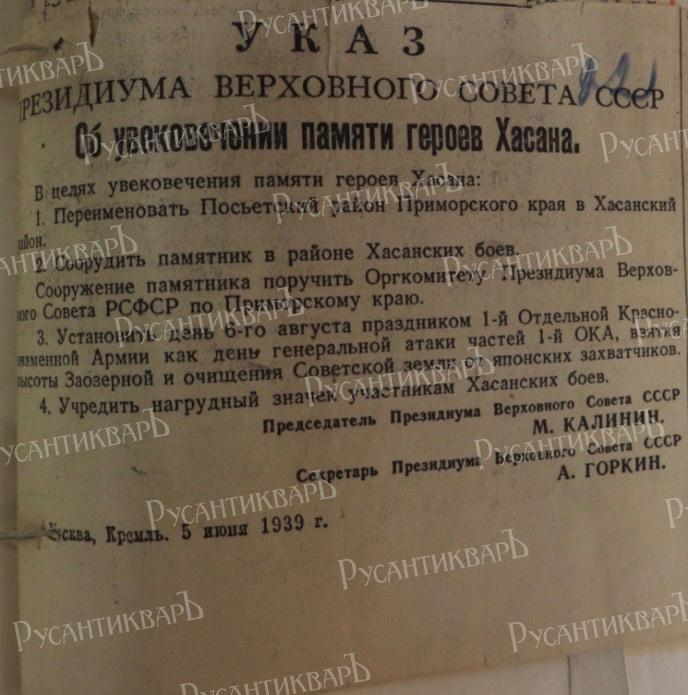 УКАЗ
ПРЕЗИДИУМА ВЕРХОВНОГО СОВЕТА СССР
Об увековечении памяти героев Хасана.
В целях увековечения памяти героев Хасана:
1. Переименовать Посьетский район Приморского края в Хасанский
район.
2. Соорудить памятник в районе Хасанских боев.
Сооружение памятника поручить Оргкомитету Президиума Верхов-
ного Совета РСФСР по Приморскому краю.
3. Установить день 6-го августа праздником 1-й Отдельной Красно-
знаменной Армии как день генеральной атаки частей 1-й ОКА, взятия
высоты Заозерной и очищения Советской земли от японских захватчиков.
4. Учредить нагрудный значек участникам Хасанских боев.
Председатель Президиума Верховного Совета СССР
М. КАЛИНИН.
Секретарь Президиума Верховного Совета СССР
А. ГОРКИН.
Москва, Кремль. 5 июня 1939 г.
РусАнтикварЪ